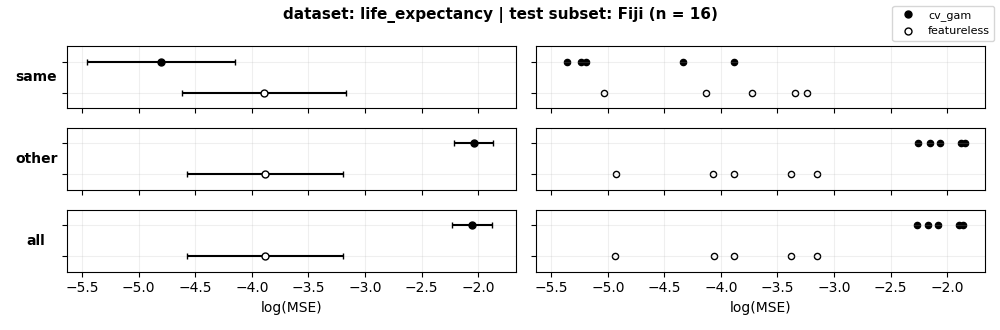 dataset: life_expectancy | test subset: Fiji (n = 16)
cv_gam
featureless
same
other
all
−5.5 −5.0 −4.5 −4.0 −3.5 −3.0 −2.5 −2.0
−5.5 −5.0 −4.5 −4.0 −3.5 −3.0 −2.5 −2.0
log(MSE)
log(MSE)